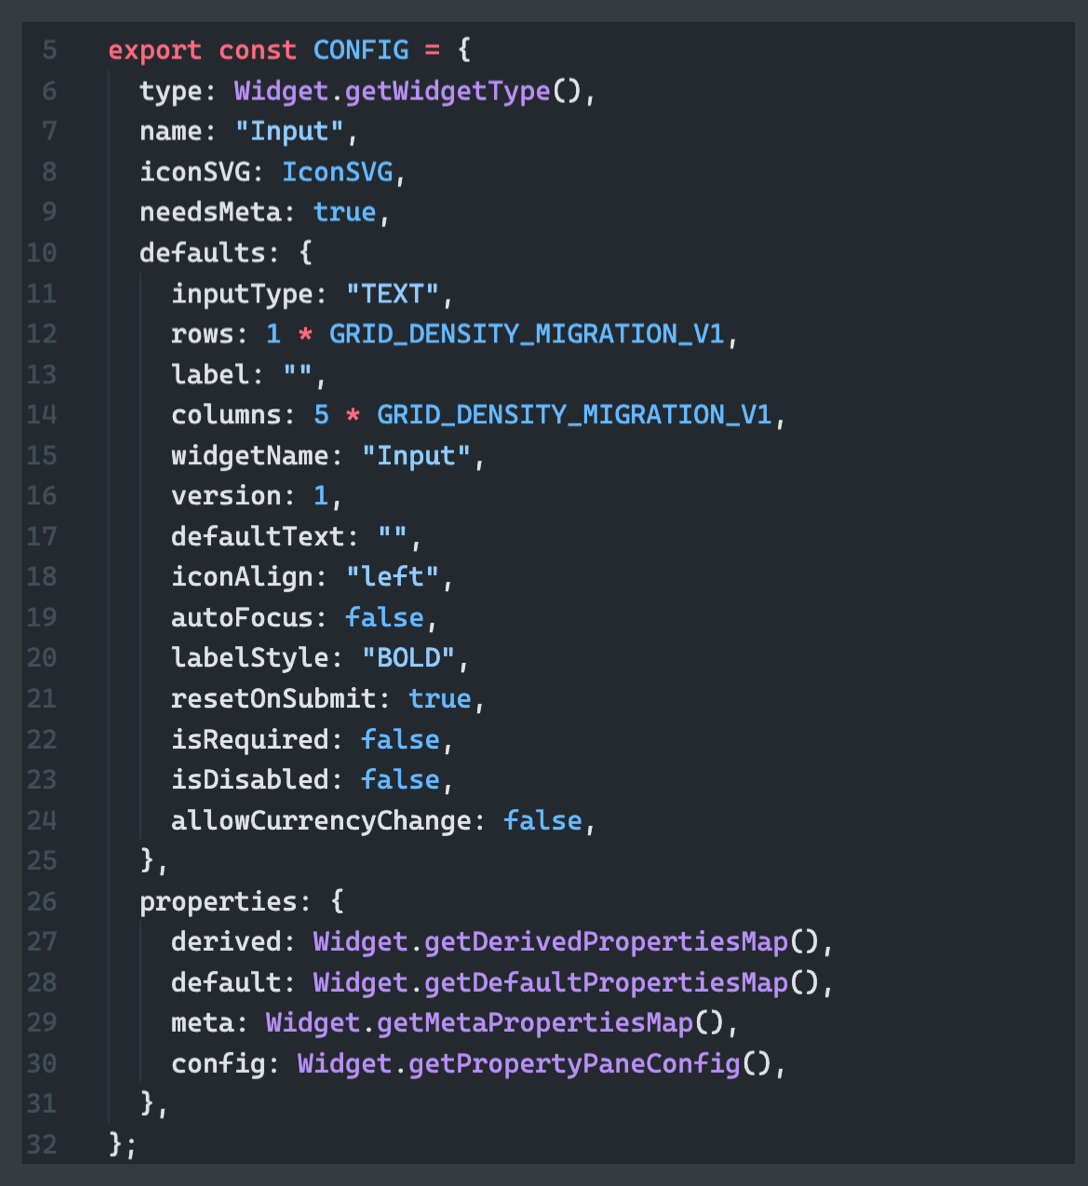 5 export const CONFIG = {
6 type: Widget.getWidgetType(),
7 name: "Input",
8 iconSVG: IconSVG,
9 needsMeta: true,
10 defaults: {
11 inputType: "TEXT",
12 rows: 1 * GRID_DENSITY_MIGRATION_V1,
13 label: "",
14 columns: 5 * GRID_DENSITY_MIGRATION_V1,
15 widgetName: "Input",
16 version: 1,
17 defaultText: "",
18 iconAlign: "left",
19 autoFocus: false,
20 labelStyle: "BOLD",
21 resetOnSubmit: true,
22 isRequired: false,
23 isDisabled: false,
24 allowCurrencyChange: false,
25 },
26 properties: {
27 derived: Widget.getDerivedPropertiesMap(),
28 default: Widget.getDefaultPropertiesMap(),
29 meta: Widget.getMetaPropertiesMap(),
30 config: Widget.getPropertyPaneConfig(),
31 },
32 };